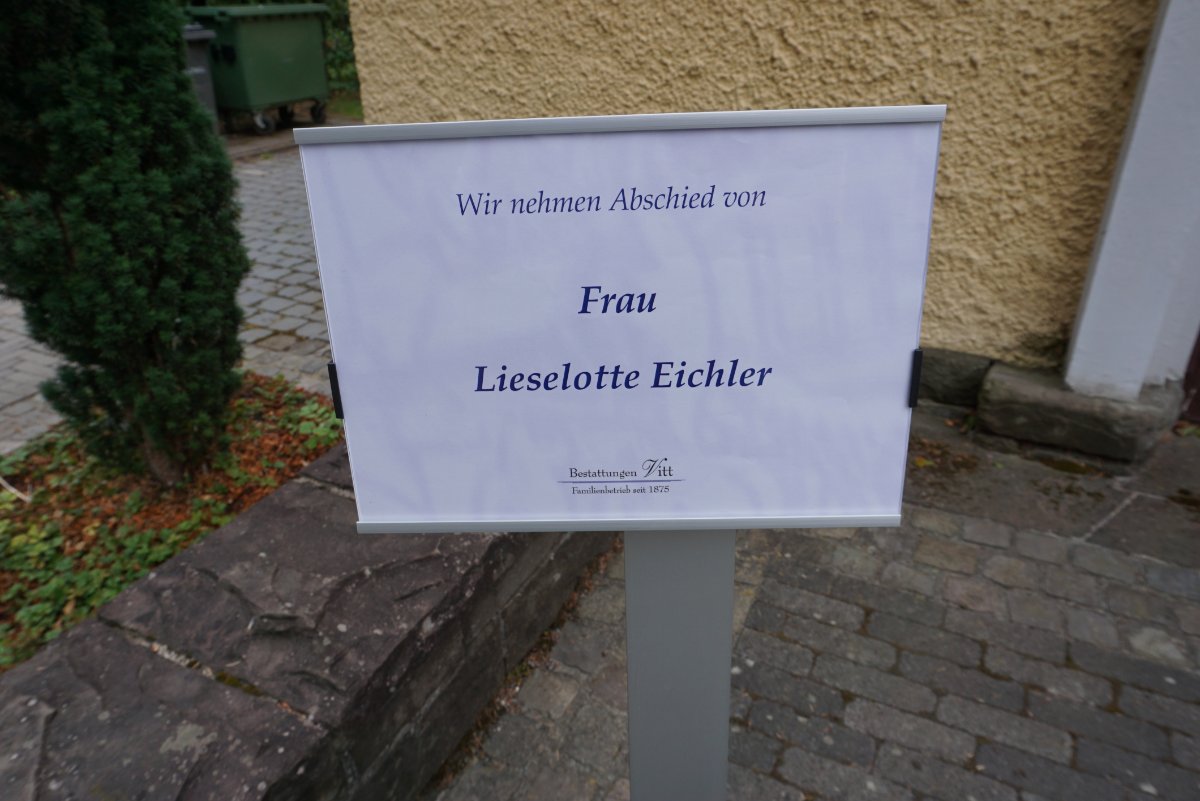 Wir nehmen Abschied von
Frau
Lieselotte Eichler
Bestattungen Vitt
Familienbetrieb seit 1875